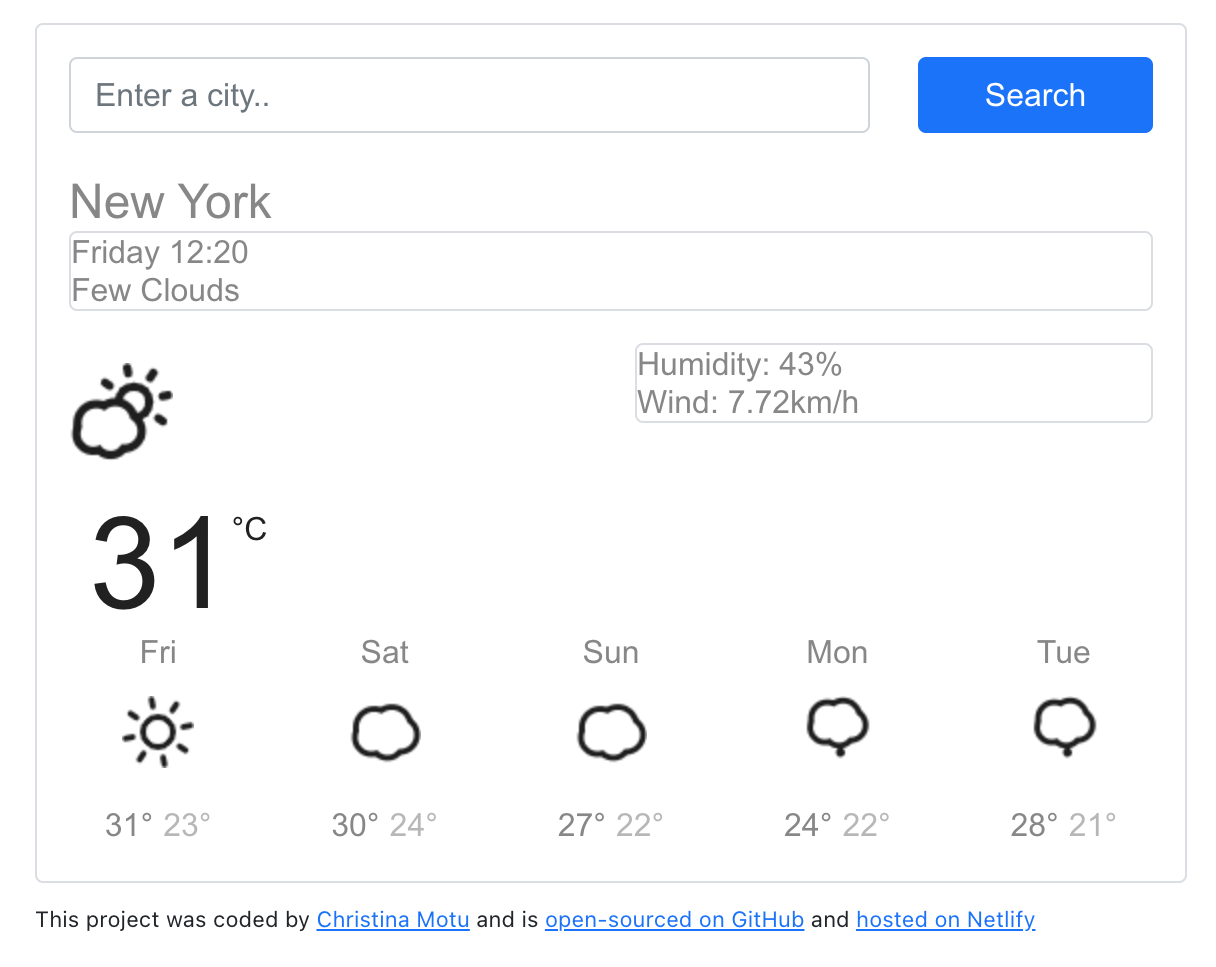 Enter a city..
Search
New York
Friday 12:20
Few Clouds
Humidity: 43%
Wind: 7.72km/h
31 °C
Fri Sat Sun Mon Tue
31° 23° 30° 24° 27° 22° 24° 22° 28° 21°
This project was coded by Christina Motu and is open-sourced on GitHub and hosted on Netlify